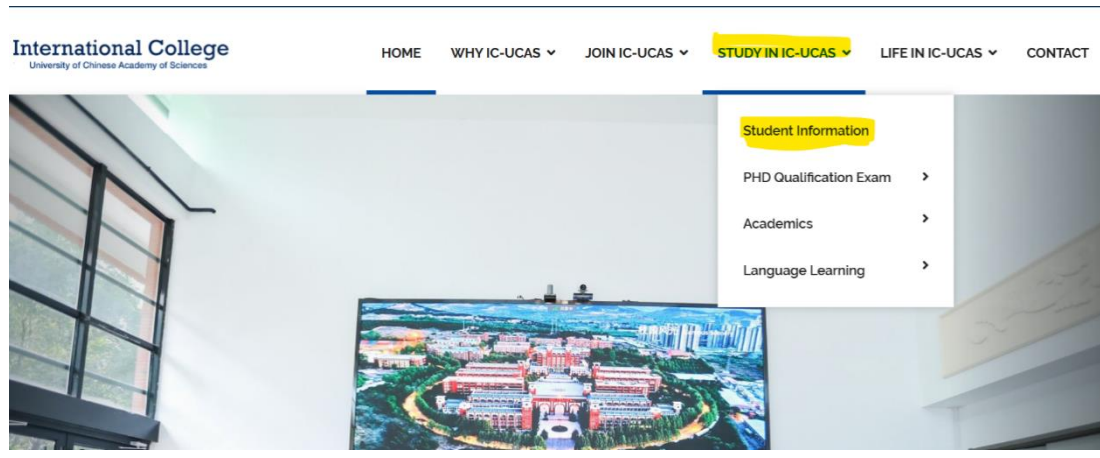 International College
University of Chinese Academy of Sciences
HOME WHY IC-UCAS JOIN IC-UCAS STUDY IN IC-UCAS LIFE IN IC-UCAS CONTACT
Student Information
PHD Qualification Exam
Academics
Language Learning